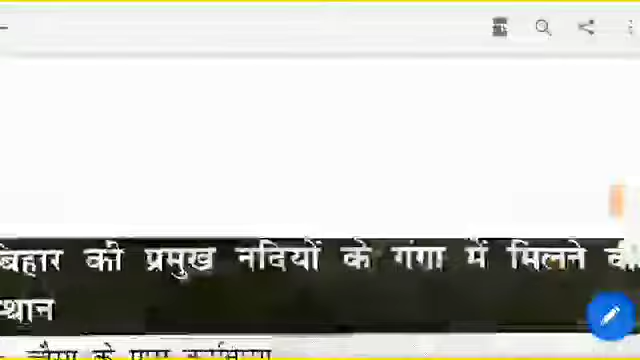 बिहार की प्रमुख नदियों के गंगा में मिलने
स्थान
के पास